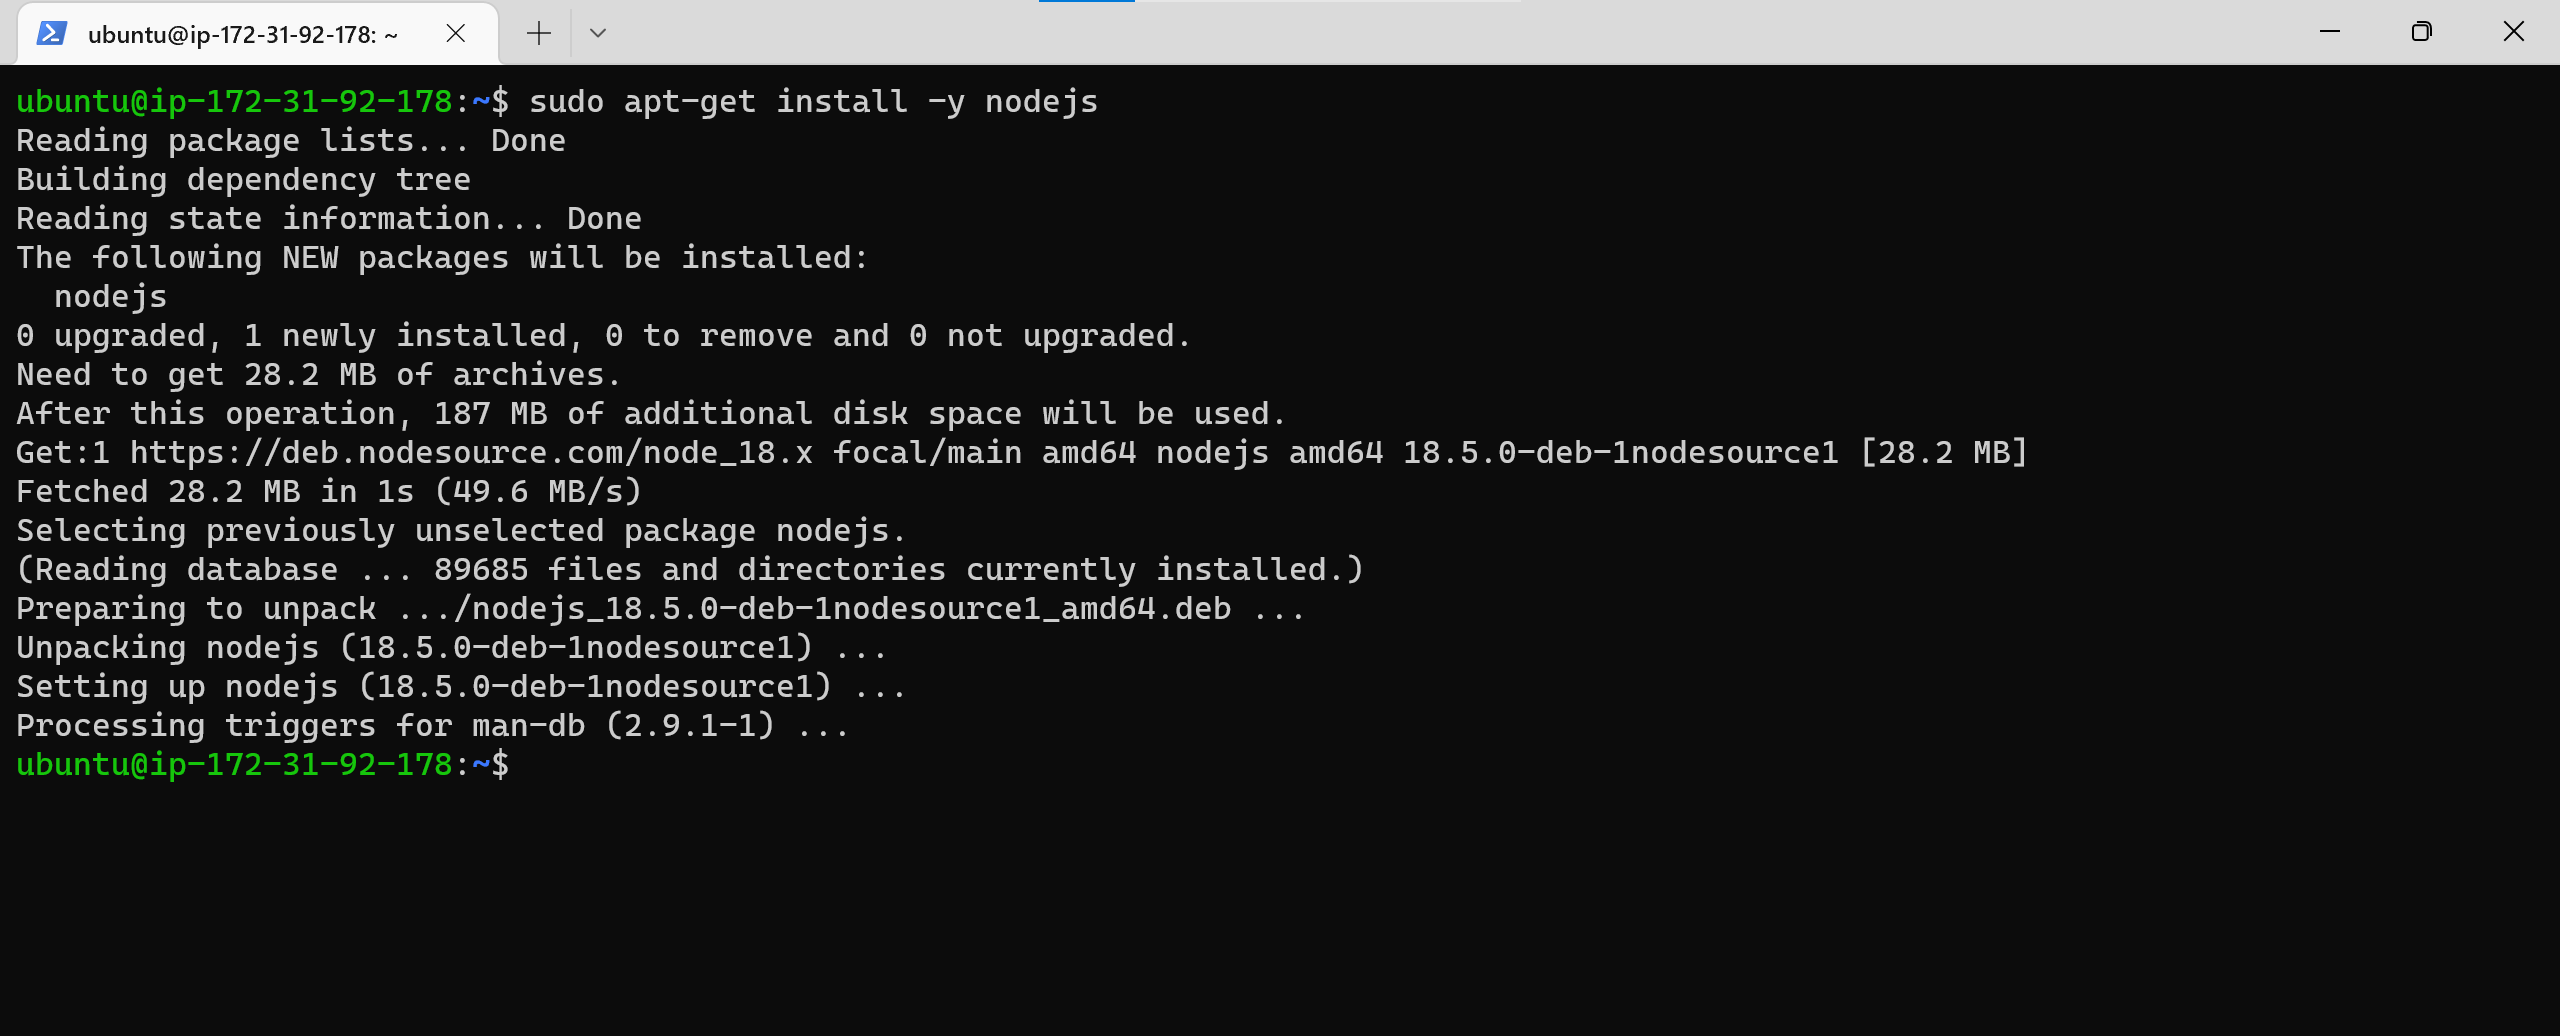 ubuntu@ip-172-31-92-178: ~
ubuntu@ip-172-31-92-178:~$ sudo apt-get install -y nodejs
Reading package lists... Done
Building dependency tree
Reading state information... Done
The following NEW packages will be installed:
  nodejs
0 upgraded, 1 newly installed, 0 to remove and 0 not upgraded.
Need to get 28.2 MB of archives.
After this operation, 187 MB of additional disk space will be used.
Get:1 https://deb.nodesource.com/node_18.x focal/main amd64 nodejs amd64 18.5.0-deb-1nodesource1 [28.2 MB]
Fetched 28.2 MB in 1s (49.6 MB/s)
Selecting previously unselected package nodejs.
(Reading database ... 89685 files and directories currently installed.)
Preparing to unpack .../nodejs_18.5.0-deb-1nodesource1_amd64.deb ...
Unpacking nodejs (18.5.0-deb-1nodesource1) ...
Setting up nodejs (18.5.0-deb-1nodesource1) ...
Processing triggers for man-db (2.9.1-1) ...
ubuntu@ip-172-31-92-178:~$